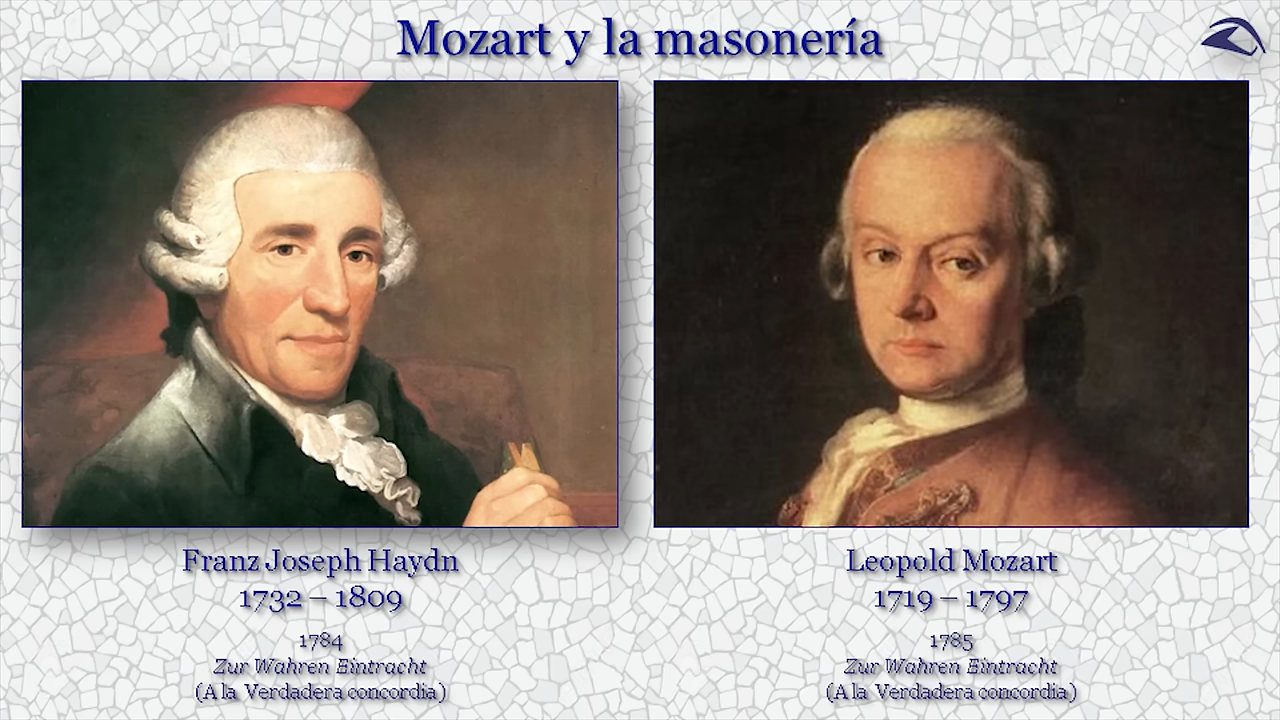 Mozart y la masonería
Franz Joseph Haydn
1732 – 1809
1784
Zur Wahren Eintracht
(A la Verdadera concordia)
Leopold Mozart
1719 – 1797
1785
Zur Wahren Eintracht
(A la Verdadera concordia)